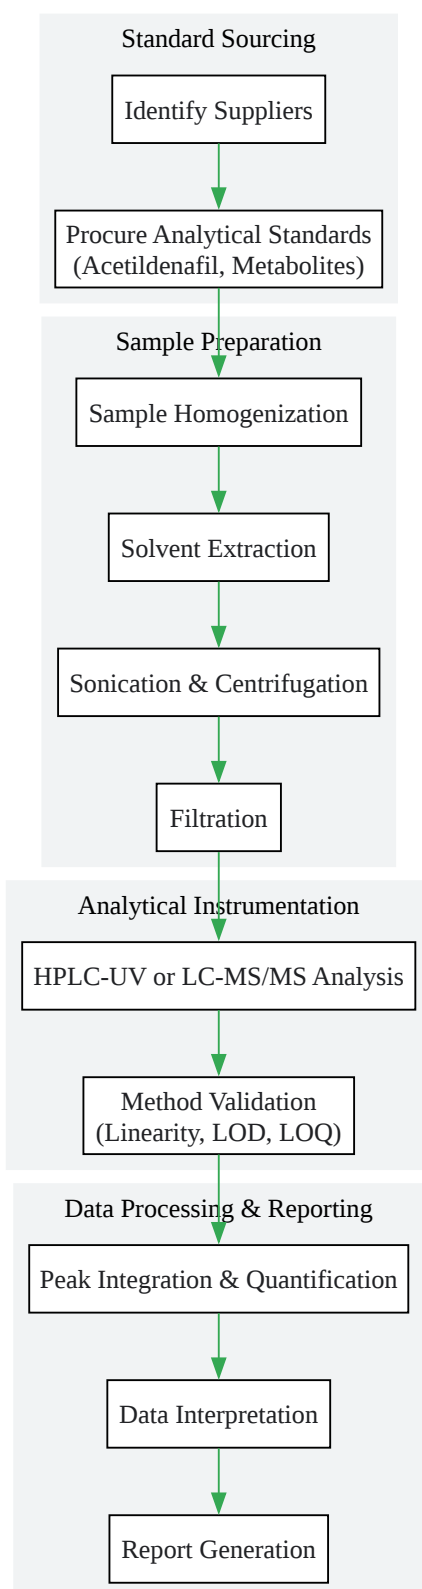 Standard Sourcing
Identify Suppliers
Procure Analytical Standards
(Acetildenafil, Metabolites)
Sample Preparation
Sample Homogenization
Solvent Extraction
Sonication & Centrifugation
Filtration
Analytical Instrumentation
HPLC-UV or LC-MS/MS Analysis
Method Validation
(Linearity, LOD, LOQ)
Data Processing & Reporting
Peak Integration & Quantification
Data Interpretation
Report Generation